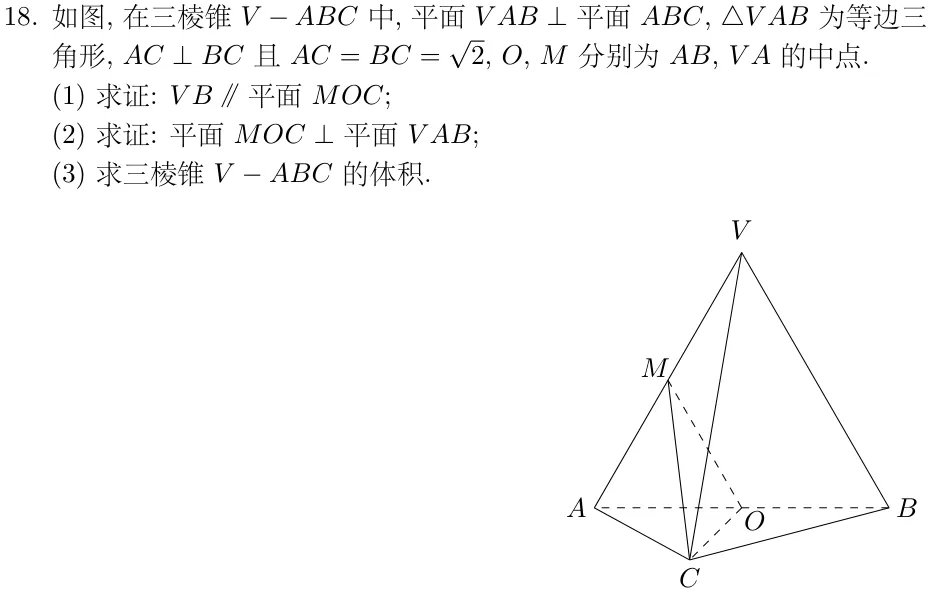 18. 如图, 在三棱锥 V − ABC 中, 平面 VAB ⊥ 平面 ABC, △VAB 为等边三
角形, AC ⊥ BC 且 AC = BC = √2, O, M 分别为 AB, VA 的中点.
(1) 求证: VB ∥ 平面 MOC;
(2) 求证: 平面 MOC ⊥ 平面 VAB;
(3) 求三棱锥 V − ABC 的体积.
V
M
A
O
B
C